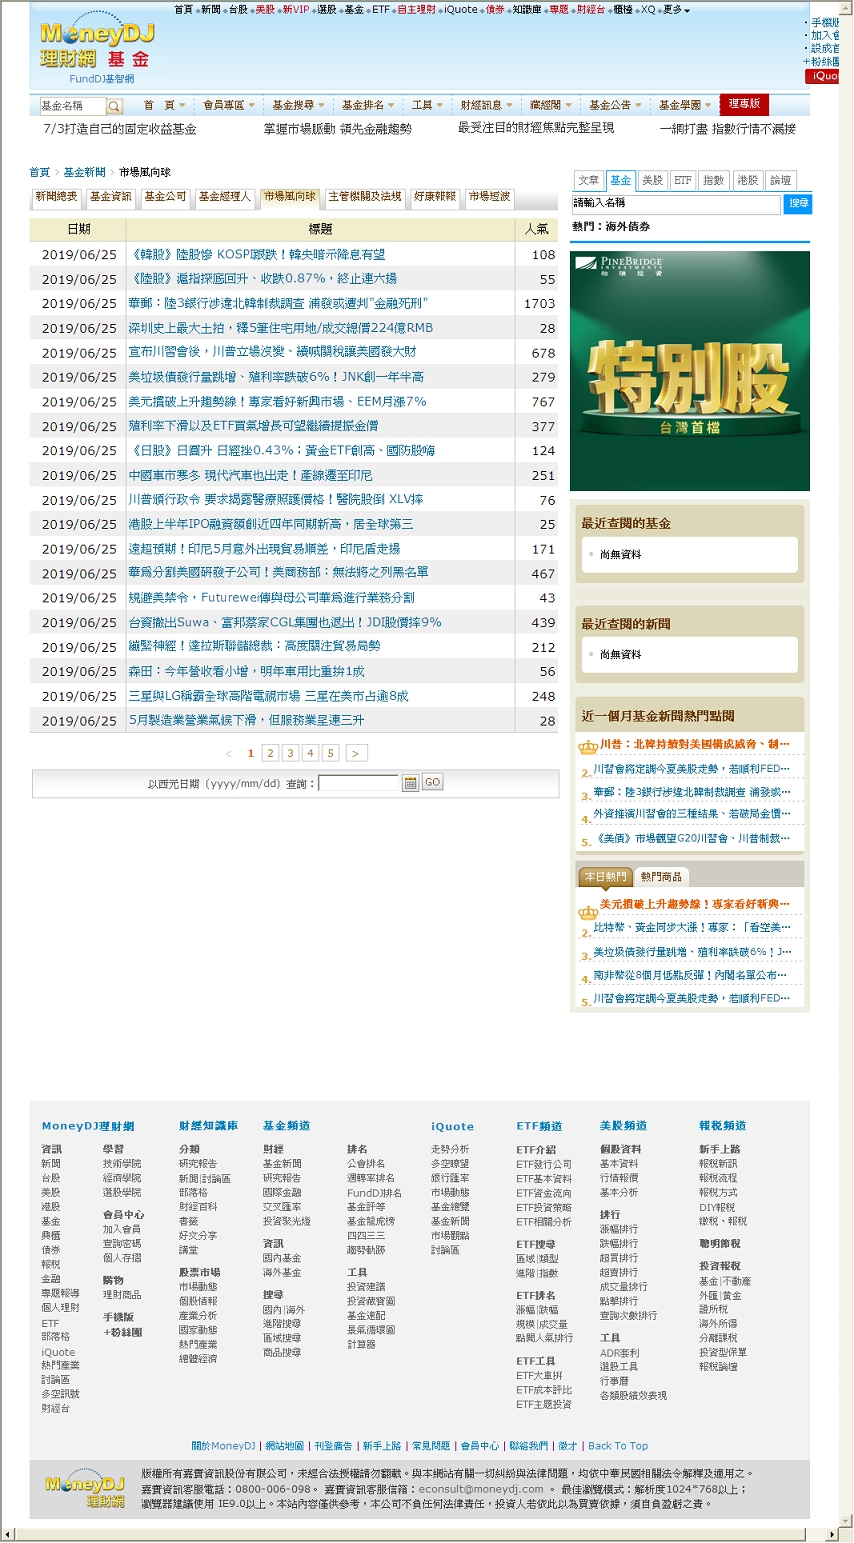 首頁 新聞 台股 美股 新VIP 選股 基金 ETF 自主理財 iQuote 債券 知識庫 專題 財經台 櫃檯 XQ 更多
MoneyDJ
理財網 基金
FundDJ基智網
手機版
加入會
設成首
+粉絲團
iQuo
基金名稱
首 頁 會員專區 基金搜尋 基金排名 工具 財經訊息 藏經閣 基金公告 基金學園 理專版
7/3打造自己的固定收益基金 掌握市場脈動 領先金融趨勢 最受注目的財經焦點完整呈現 一網打盡 指數行情不漏接
首頁 > 基金新聞 > 市場風向球
新聞總表 基金資訊 基金公司 基金經理人 市場風向球 主管機關及法規 好康報報 市場短波
日期 標題 人氣
2019/06/25 《韓股》陸股慘 KOSPI跟跌！韓央暗示降息有望 108
2019/06/25 《陸股》滬指探底回升、收跌0.87%，終止連六揚 55
2019/06/25 華郵：陸3銀行涉違北韓制裁調查 浦發或遭判"金融死刑" 1703
2019/06/25 深圳史上最大土拍，釋5筆住宅用地/成交總價224億RMB 28
2019/06/25 宣布川習會後，川普立場沒變、續喊關稅讓美國發大財 678
2019/06/25 美垃圾債發行量跳增、殖利率跌破6%！JNK創一年半高 279
2019/06/25 美元摜破上升趨勢線！專家看好新興市場、EEM月漲7% 767
2019/06/25 殖利率下滑以及ETF買氣增長可望繼續提振金價 377
2019/06/25 《日股》日圓升 日經挫0.43%；黃金ETF創高、國防股嗨 124
2019/06/25 中國車市寒冬 現代汽車也出走！產線遷至印尼 251
2019/06/25 川普頒行政令 要求揭露醫療照護價格！醫院股倒 XLV摔 76
2019/06/25 港股上半年IPO融資額創近四年同期新高，居全球第三 25
2019/06/25 遠超預期！印尼5月意外出現貿易順差，印尼盾走揚 171
2019/06/25 華為分割美國研發子公司！美商務部：無法將之列黑名單 467
2019/06/25 規避美禁令，Futurewei傳與母公司華為進行業務分割 43
2019/06/25 台資撤出Suwa、富邦蔡家CGL集團也退出！JDI股價摔9% 439
2019/06/25 繃緊神經！達拉斯聯儲總裁：高度關注貿易局勢 212
2019/06/25 森田：今年營收看小增，明年車用比重拚1成 56
2019/06/25 三星與LG稱霸全球高階電視市場 三星在美市占逾8成 248
2019/06/25 5月製造業營業氣候下滑，但服務業呈連三升 28
< 1 2 3 4 5 >
以西元日期（yyyy/mm/dd）查詢： GO
文章 基金 美股 ETF 指數 港股 論壇
請輸入名稱 搜尋
熱門：海外債券
PINEBRIDGE
INVESTMENTS
柏瑞投資
特別股
台灣首檔
最近查閱的基金
尚無資料
最近查閱的新聞
尚無資料
近一個月基金新聞熱門點閱
川普：北韓持續對美國構成威脅、制…
2. 川習會將定調今夏美股走勢，若順利FED…
3. 華郵：陸3銀行涉違北韓制裁調查 浦發或…
4. 外資推演川習會的三種結果、若破局金價…
5. 《美債》市場觀望G20川習會、川普制裁…
本日熱門 熱門商品
美元摜破上升趨勢線！專家看好新興…
2. 比特幣、黃金同步大漲！專家：「看空美…
3. 美垃圾債發行量跳增、殖利率跌破6%！J…
4. 南非幣從8個月低點反彈！內閣名單公布…
5. 川習會將定調今夏美股走勢，若順利FED…
MoneyDJ理財網
資訊
新聞
台股
美股
港股
基金
興櫃
債券
報稅
金融
專題報導
個人理財
ETF
部落格
iQuote
熱門產業
討論區
多空訊號
財經台
學習
技術學院
經濟學院
選股學院
會員中心
加入會員
查詢密碼
個人存摺
購物
理財商品
手機版
+粉絲團
財經知識庫
分類
研究報告
新聞|討論區
部落格
財經百科
書籤
好文分享
講堂
股票市場
市場動態
個股情報
產業分析
國家動態
熱門產業
總體經濟
基金頻道
財經
基金新聞
研究報告
國際金融
交叉匯率
投資聚光燈
資訊
國內基金
海外基金
搜尋
國內|海外
進階搜尋
區域搜尋
商品搜尋
排名
公會排名
週轉率排名
FundDJ排名
基金評等
基金龍虎榜
四四三三
趨勢軌跡
工具
投資建議
投資藏寶圖
基金速配
景氣循環圖
計算器
iQuote
走勢分析
多空瞭望
銀行匯率
市場動態
基金總覽
基金新聞
市場觀點
討論區
ETF頻道
ETF介紹
ETF發行公司
ETF基本資料
ETF資金流向
ETF投資策略
ETF相關分析
ETF搜尋
區域|類型
進階|指數
ETF排名
漲幅|跌幅
規模|成交量
點閱人氣排行
ETF工具
ETF大車拚
ETF成本評比
ETF主題投資
美股頻道
個股資料
基本資料
行情報價
基本分析
排行
漲幅排行
跌幅排行
超買排行
超賣排行
成交量排行
點擊排行
查詢次數排行
工具
ADR套利
選股工具
行事曆
各類股績效表現
報稅頻道
新手上路
報稅新訊
報稅流程
報稅方式
DIY報稅
繳稅、報稅
聰明節稅
投資報稅
基金|不動產
外匯|黃金
證所稅
海外所得
分離課稅
投資型保單
報稅論壇
關於MoneyDJ | 網站地圖 | 刊登廣告 | 新手上路 | 常見問題 | 會員中心 | 聯絡我們 | 徵才 | Back To Top
MoneyDJ
理財網
版權所有嘉實資訊股份有限公司，未經合法授權請勿翻載。與本網站有關一切糾紛與法律問題，均依中華民國相關法令解釋及適用之。
嘉實資訊客服電話：0800-006-098。 嘉實資訊客服信箱：econsult@moneydj.com 。 最佳瀏覽模式：解析度1024*768以上；
瀏覽器建議使用 IE9.0以上。本站內容僅供參考，本公司不負任何法律責任，投資人若依此以為買賣依據，須自負盈虧之責。